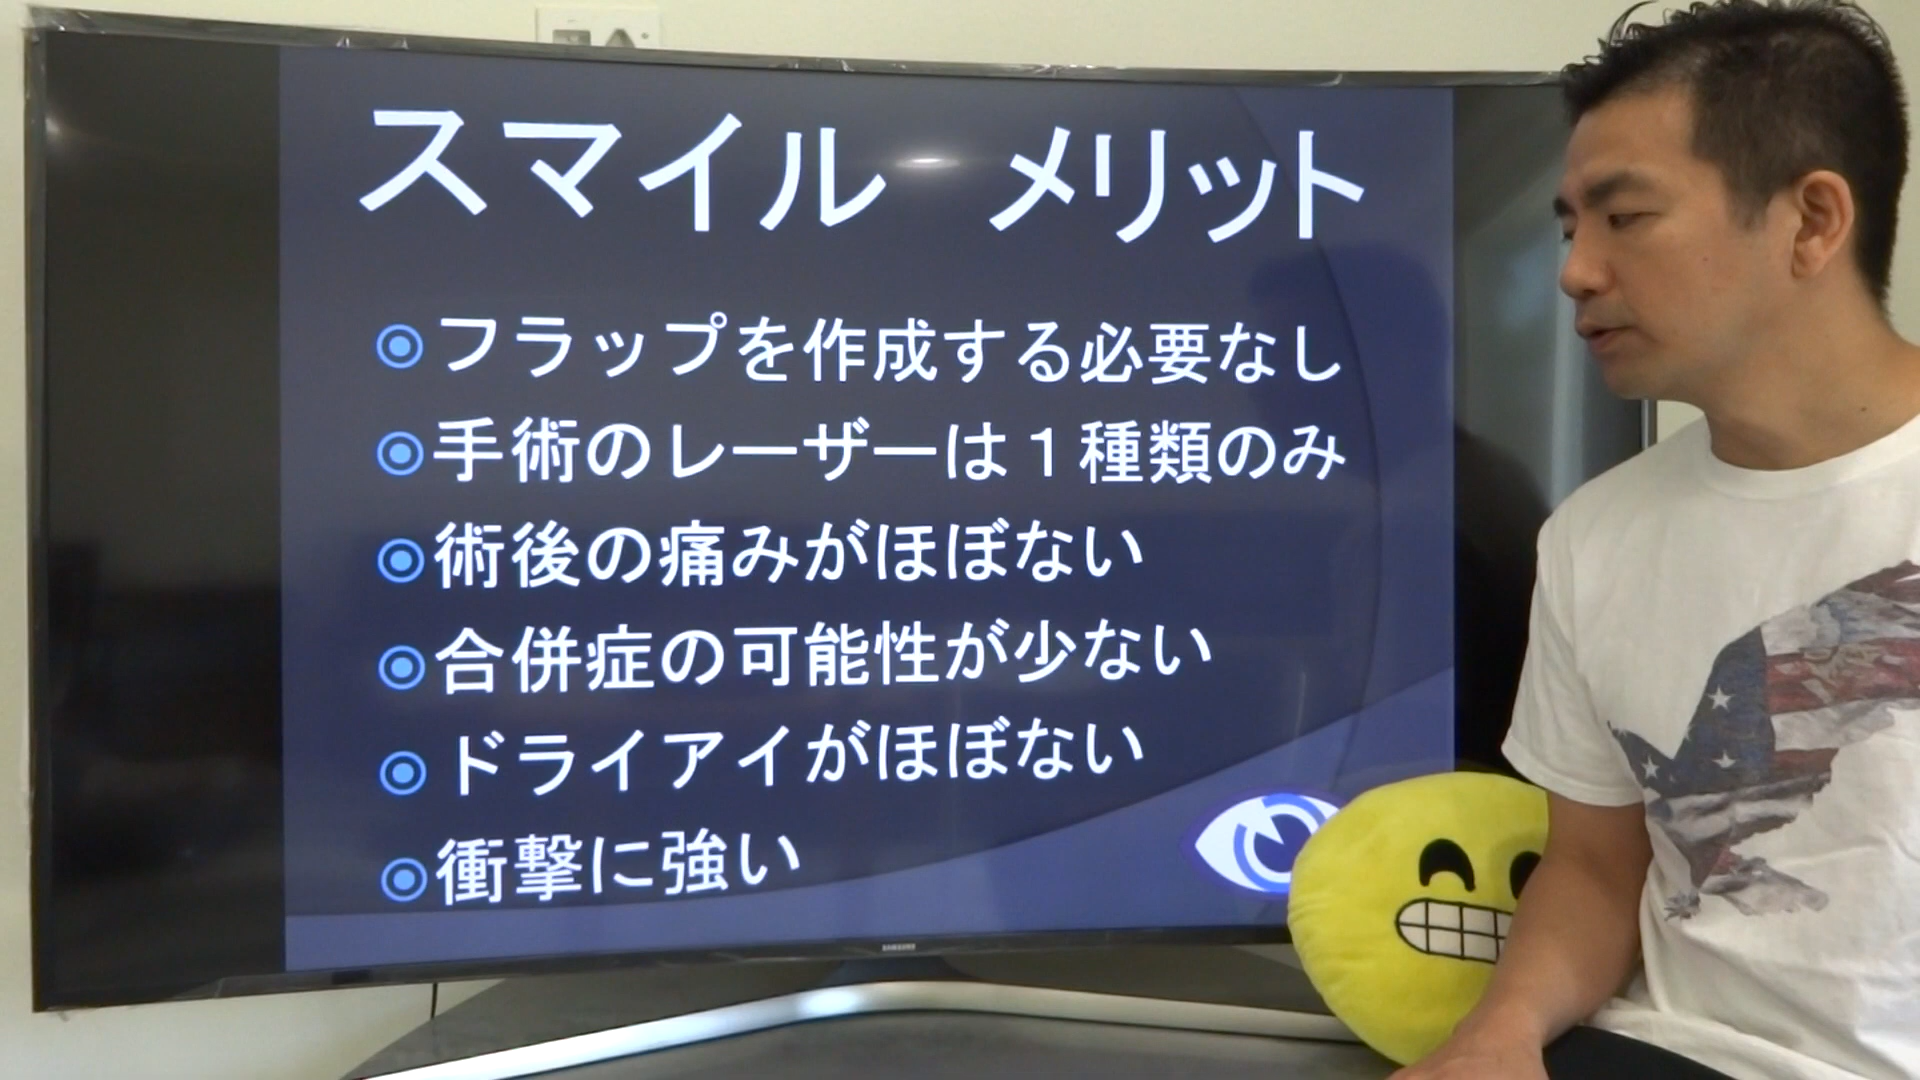 スマイル　メリット
◉フラップを作成する必要なし
◉手術のレーザーは１種類のみ
◉術後の痛みがほぼない
◉合併症の可能性が少ない
◉ドライアイがほぼない
◉衝撃に強い
SAMSUNG